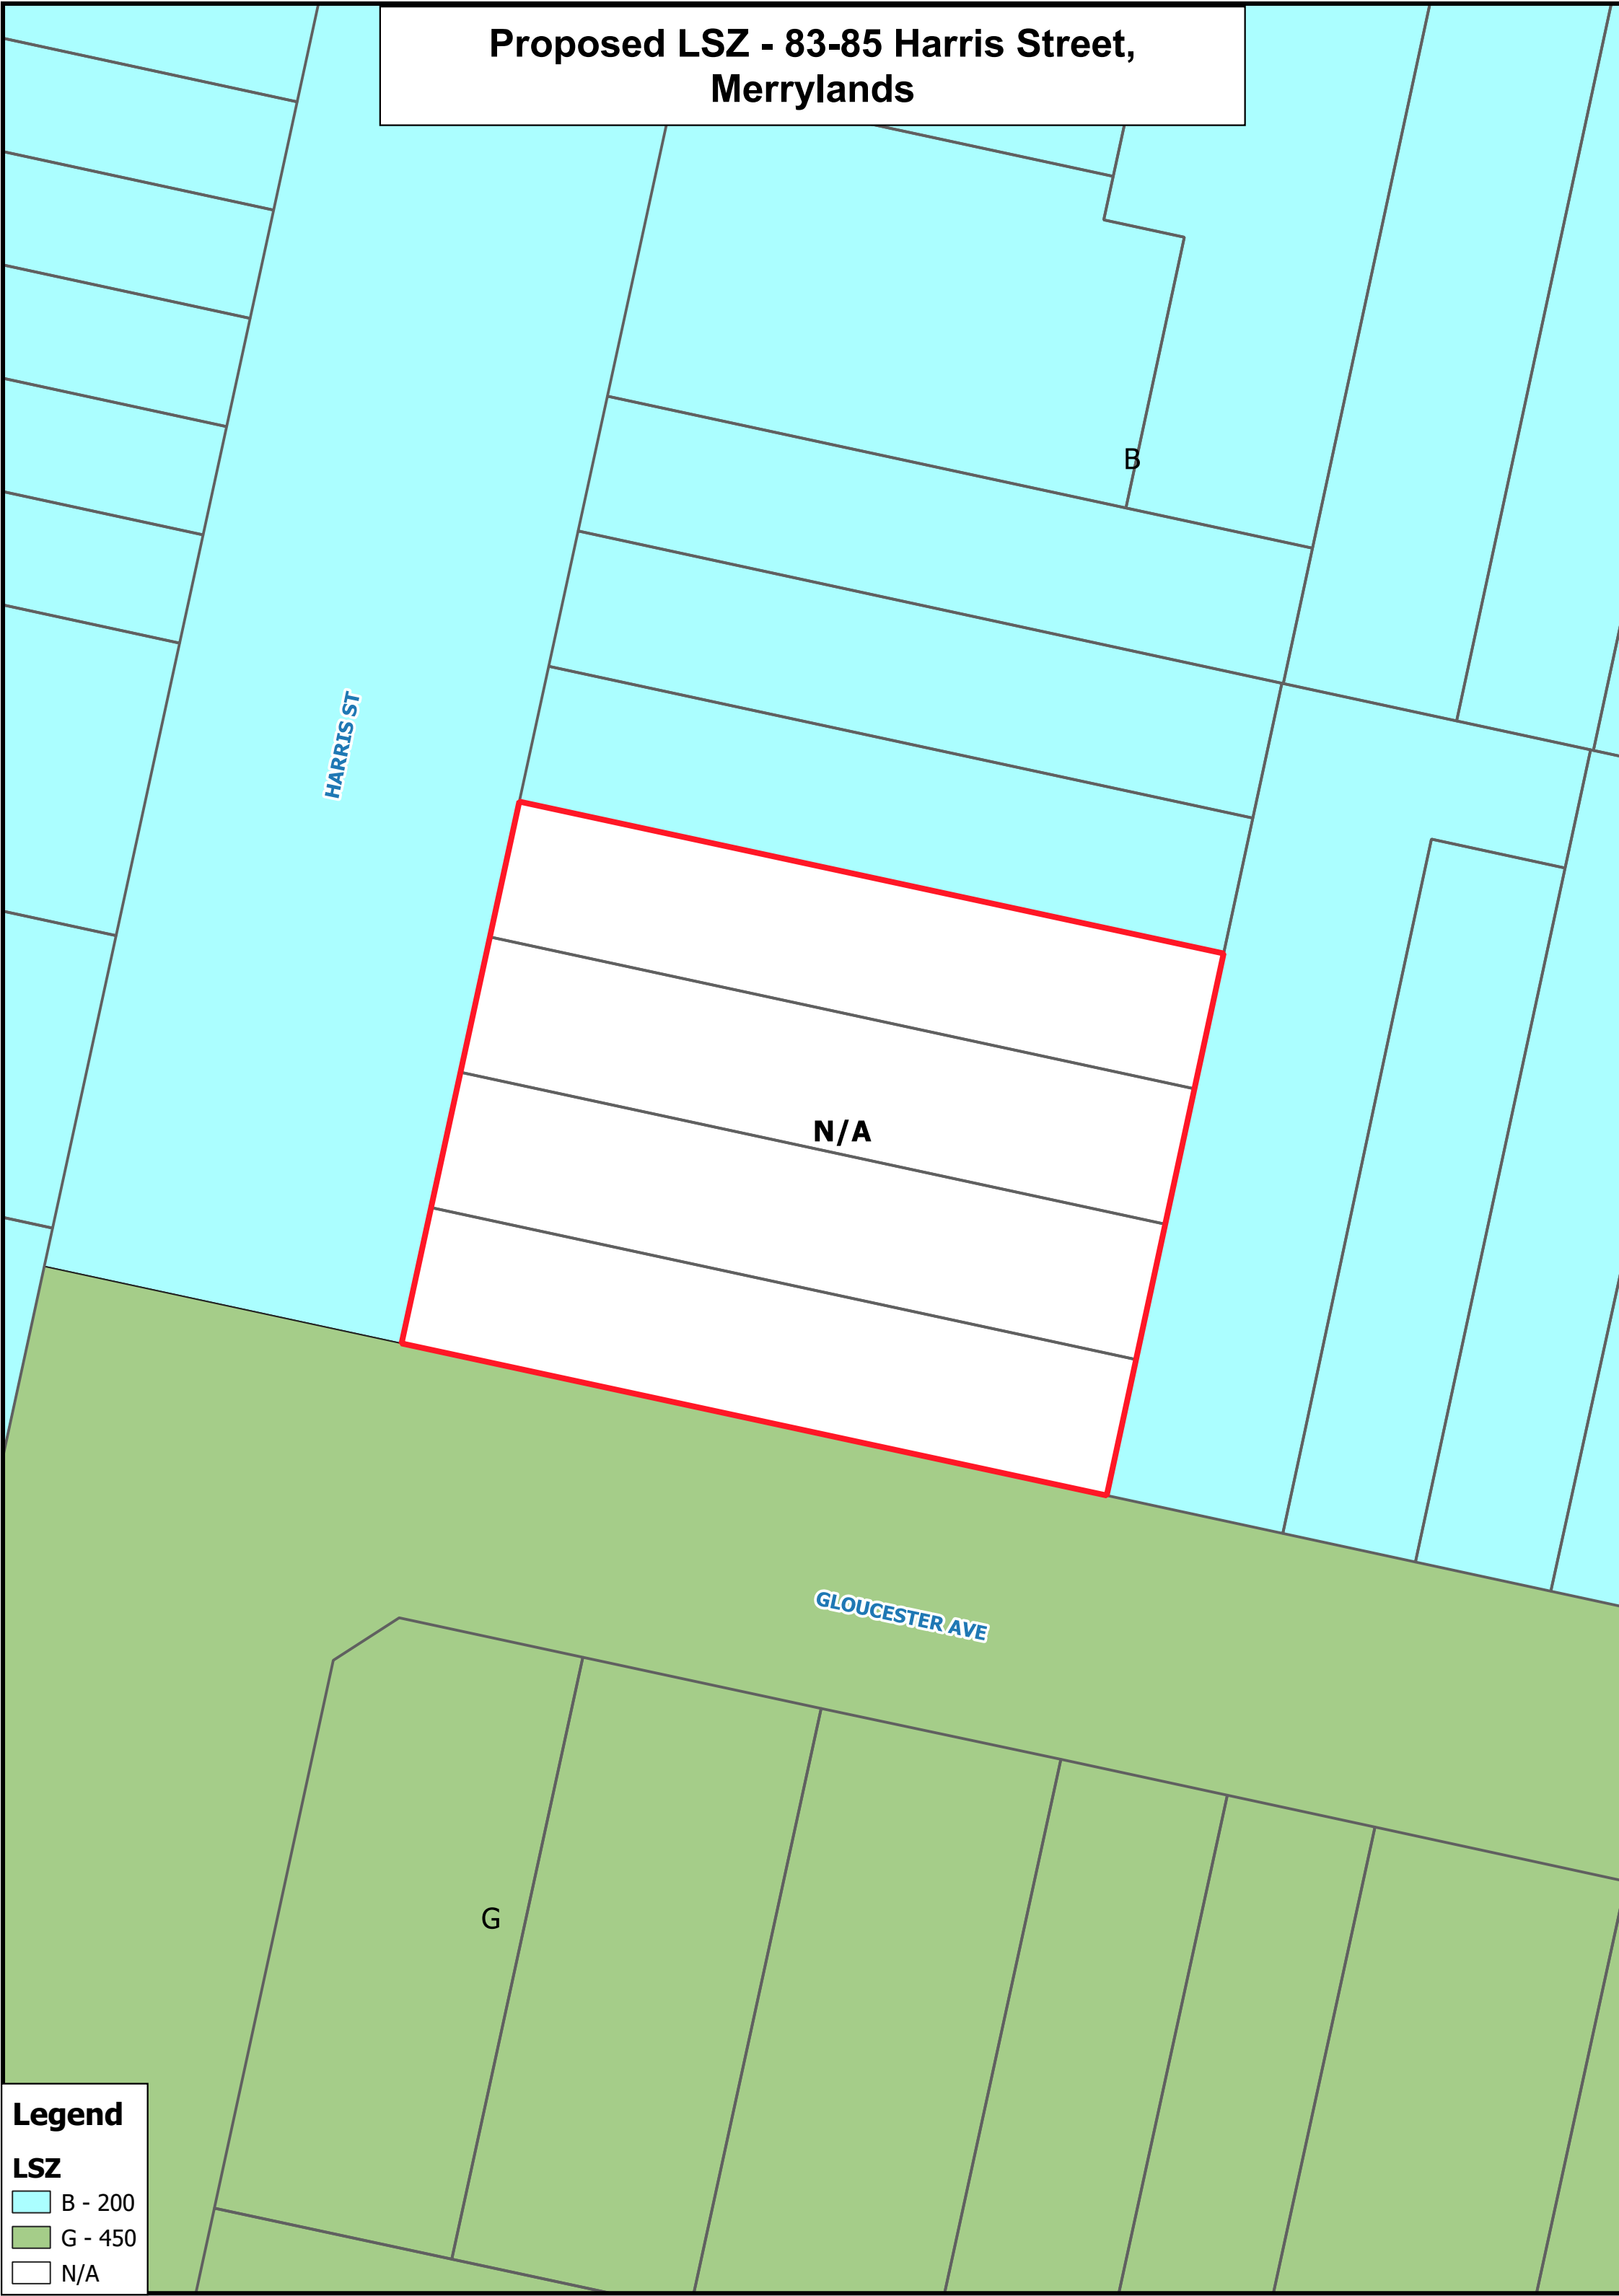 Proposed LSZ - 83-85 Harris Street,
Merrylands
B
HARRIS ST
N/A
GLOUCESTER AVE
G
Legend
LSZ
B - 200
G - 450
N/A